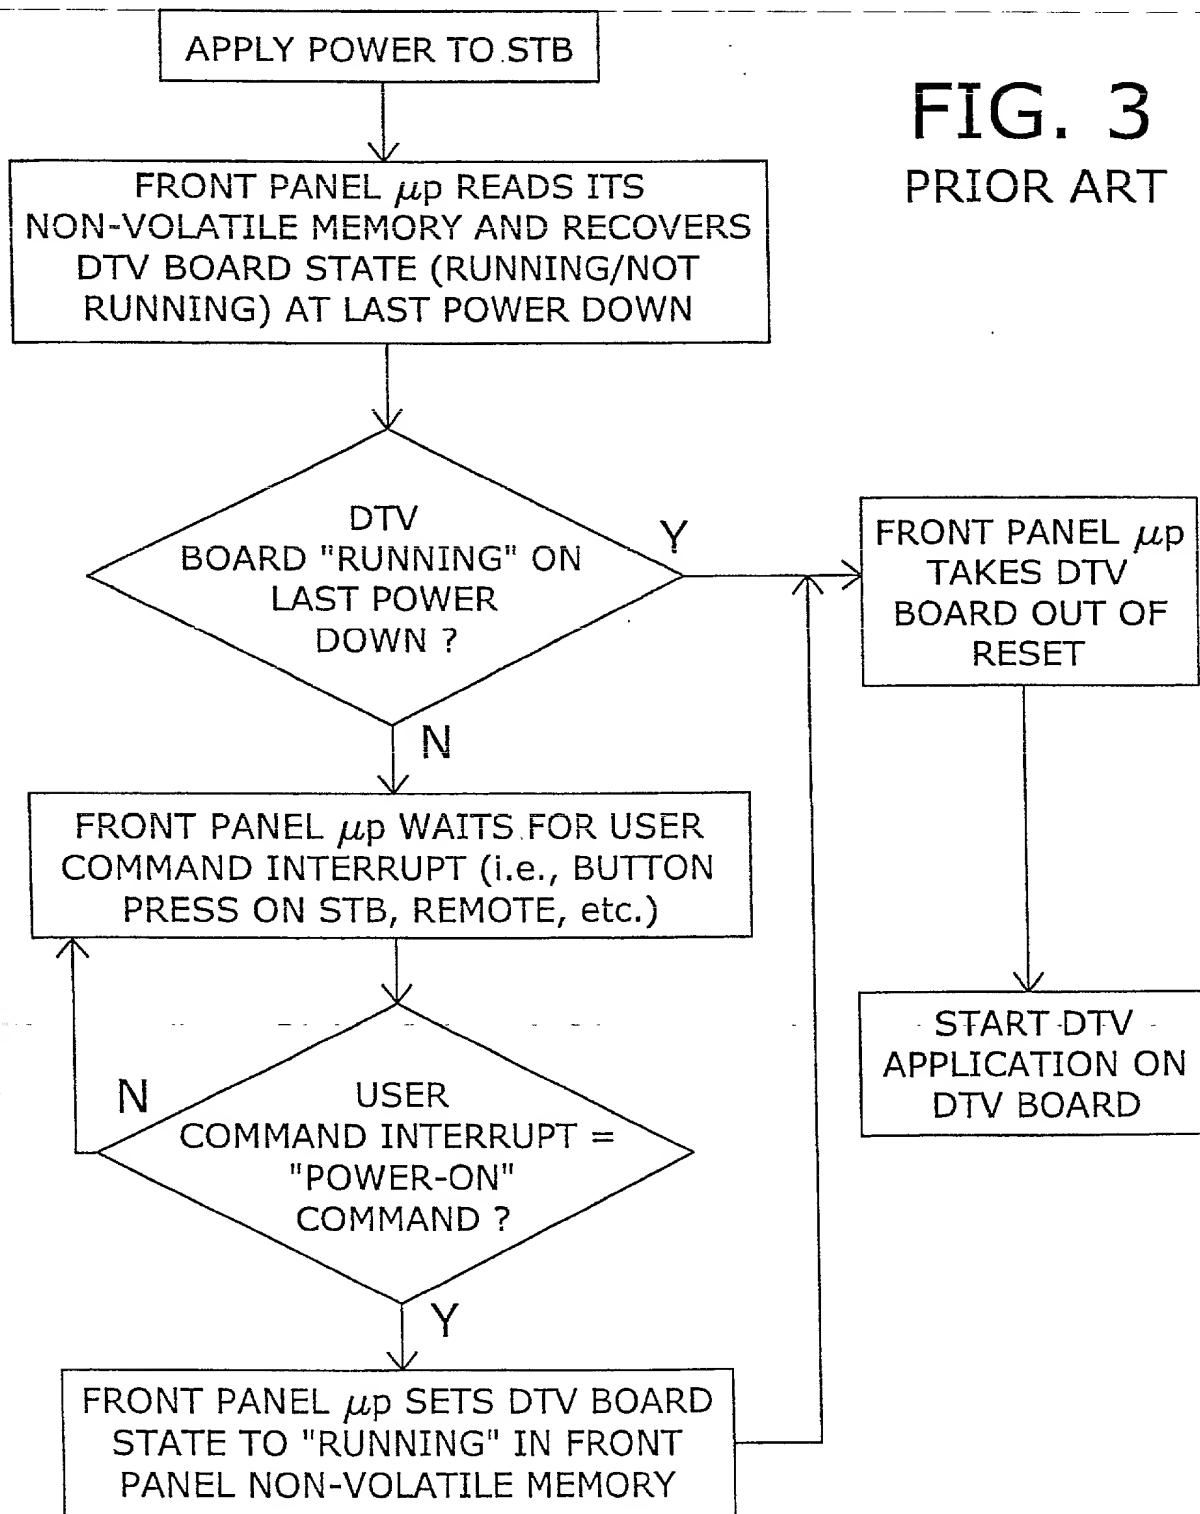 APPLY POWER TO STB
FIG. 3
PRIOR ART
FRONT PANEL µp READS ITS
NON-VOLATILE MEMORY AND RECOVERS
DTV BOARD STATE (RUNNING/NOT
RUNNING) AT LAST POWER DOWN
DTV
BOARD "RUNNING" ON
LAST POWER
DOWN ?
Y
FRONT PANEL µp
TAKES DTV
BOARD OUT OF
RESET
N
FRONT PANEL µp WAITS FOR USER
COMMAND INTERRUPT (i.e., BUTTON
PRESS ON STB, REMOTE, etc.)
START DTV
APPLICATION ON
DTV BOARD
N
USER
COMMAND INTERRUPT =
"POWER-ON"
COMMAND ?
Y
FRONT PANEL µp SETS DTV BOARD
STATE TO "RUNNING" IN FRONT
PANEL NON-VOLATILE MEMORY